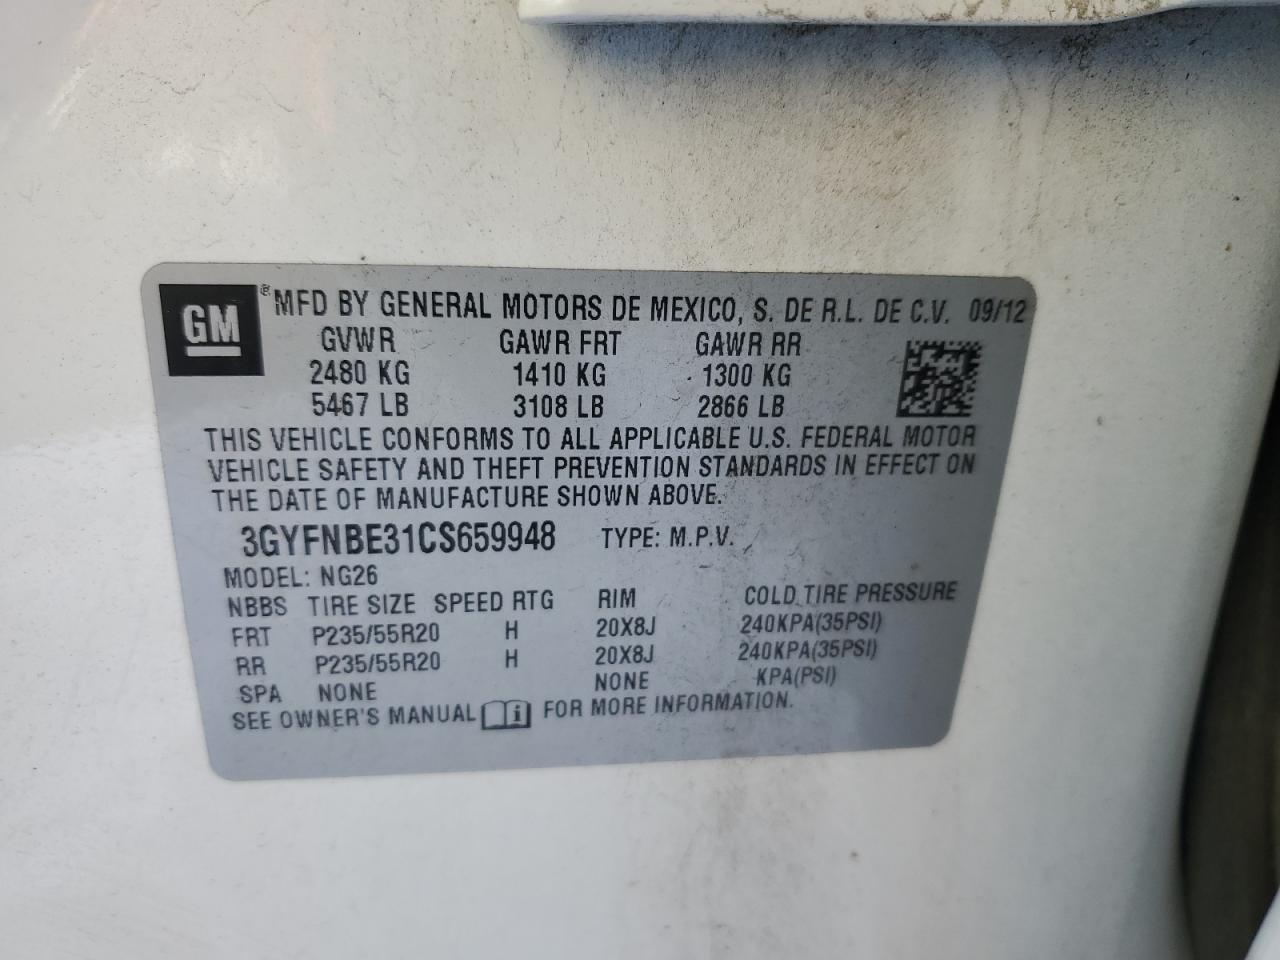 GM ® MFD BY GENERAL MOTORS DE MEXICO, S. DE R.L. DE C.V. 09/12
GVWR GAWR FRT GAWR RR
2480 KG 1410 KG 1300 KG
5467 LB 3108 LB 2866 LB
THIS VEHICLE CONFORMS TO ALL APPLICABLE U.S. FEDERAL MOTOR
VEHICLE SAFETY AND THEFT PREVENTION STANDARDS IN EFFECT ON
THE DATE OF MANUFACTURE SHOWN ABOVE.
3GYFNBE31CS659948 TYPE: M.P.V.
MODEL: NG26
NBBS TIRE SIZE SPEED RTG RIM COLD TIRE PRESSURE
FRT P235/55R20 H 20X8J 240KPA(35PSI)
RR P235/55R20 H 20X8J 240KPA(35PSI)
SPA NONE NONE KPA(PSI)
SEE OWNER'S MANUAL i FOR MORE INFORMATION.